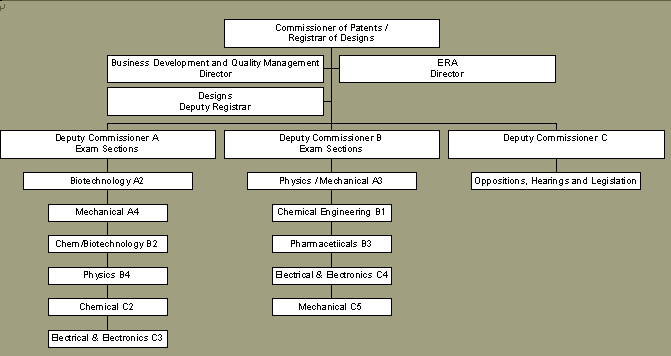 Commissioner of Patents /
Registrar of Designs
Business Development and Quality Management
Director
ERA
Director
Designs
Deputy Registrar
Deputy Commissioner A
Exam Sections
Deputy Commissioner B
Exam Sections
Deputy Commissioner C
Biotechnology A2
Physics / Mechanical A3
Oppositions, Hearings and Legislation
Mechanical A4
Chemical Engineering B1
Chem/Biotechnology B2
Pharmacetiicals B3
Physics B4
Electrical & Electronics C4
Chemical C2
Mechanical C5
Electrical & Electronics C3